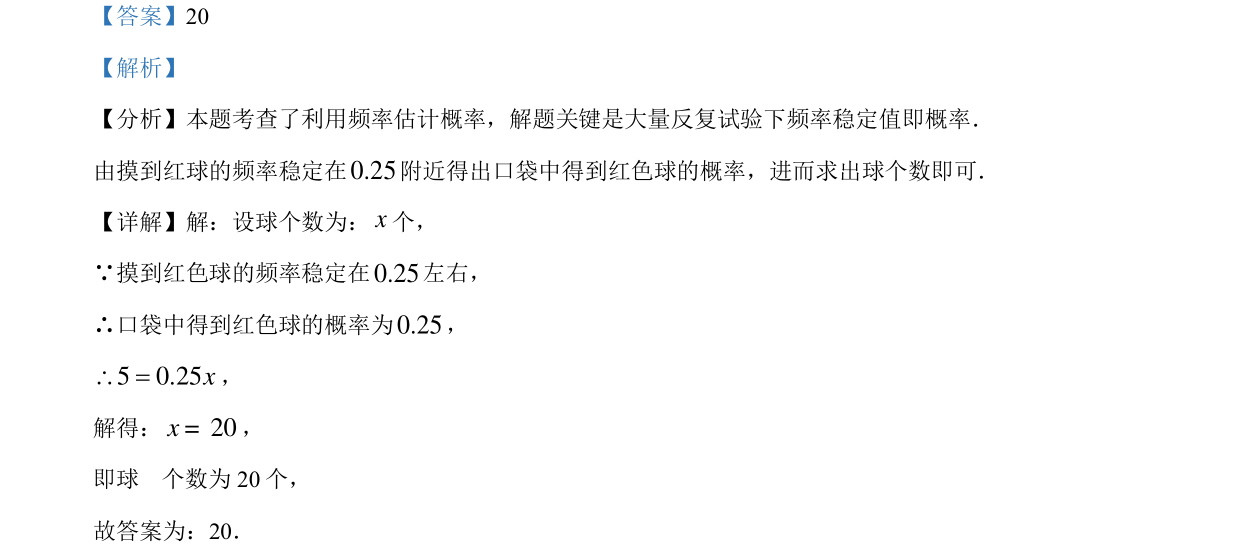 【答案】20
【解析】
【分析】本题考查了利用频率估计概率，解题关键是大量反复试验下频率稳定值即概率．
由摸到红球的频率稳定在0.25附近得出口袋中得到红色球的概率，进而求出球个数即可．
【详解】解：设球个数为：x个，
∵摸到红色球的频率稳定在0.25左右，
∴口袋中得到红色球的概率为0.25，
∴5＝0.25x，
解得：x＝ 20，
即球　个数为20个，
故答案为：20．